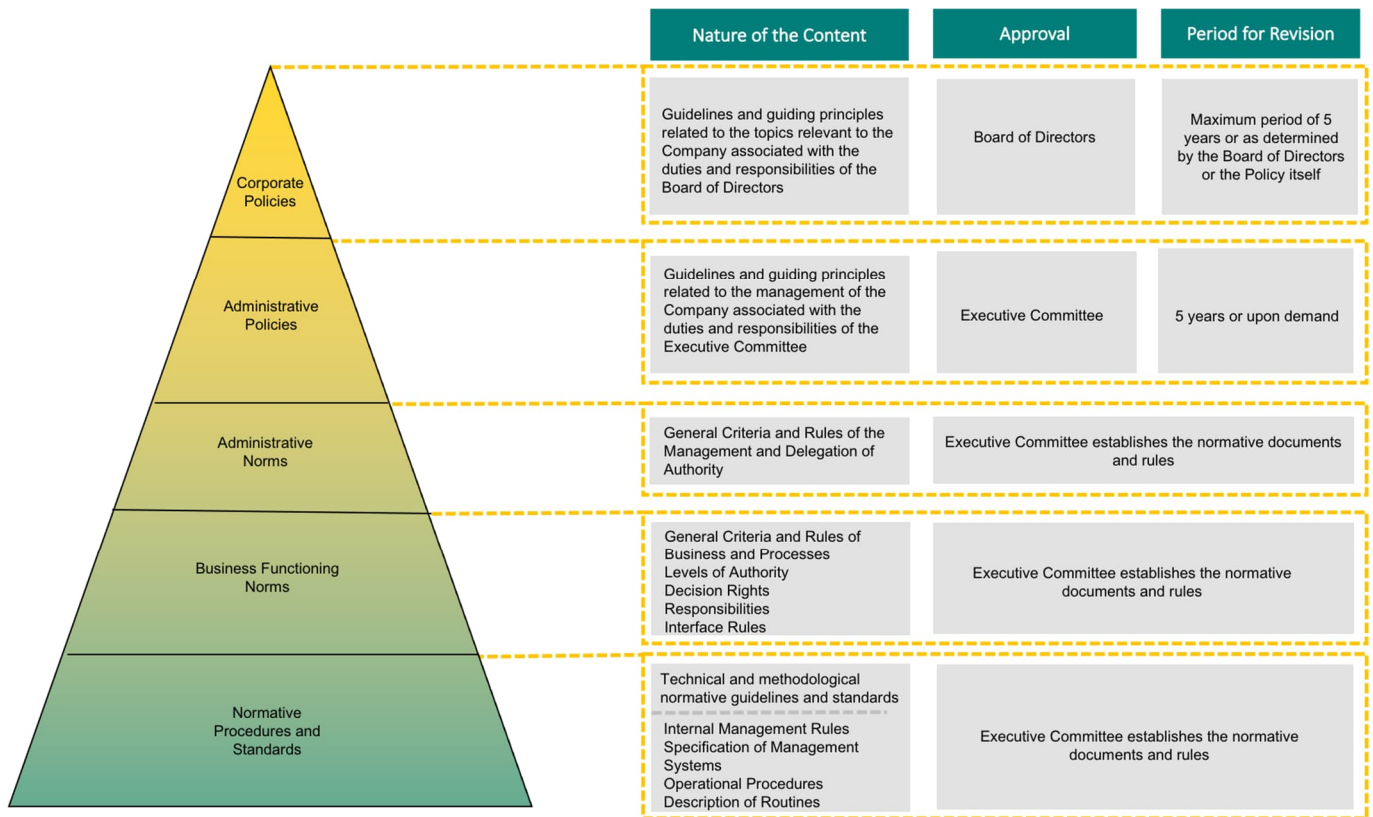 Nature of the Content
Approval
Period for Revision
Corporate
Policies
Guidelines and guiding principles
related to the topics relevant to the
Company associated with the
duties and responsibilities of the
Board of Directors
Board of Directors
Maximum period of 5
years or as determined
by the Board of Directors
or the Policy itself
Administrative
Policies
Guidelines and guiding principles
related to the management of the
Company associated with the
duties and responsibilities of the
Executive Committee
Executive Committee
5 years or upon demand
Administrative
Norms
General Criteria and Rules of the
Management and Delegation of
Authority
Executive Committee establishes the normative documents
and rules
Business Functioning
Norms
General Criteria and Rules of
Business and Processes
Levels of Authority
Decision Rights
Responsibilities
Interface Rules
Executive Committee establishes the normative
documents and rules
Normative
Procedures and
Standards
Technical and methodological
normative guidelines and standards
Internal Management Rules
Specification of Management
Systems
Operational Procedures
Description of Routines
Executive Committee establishes the normative
documents and rules